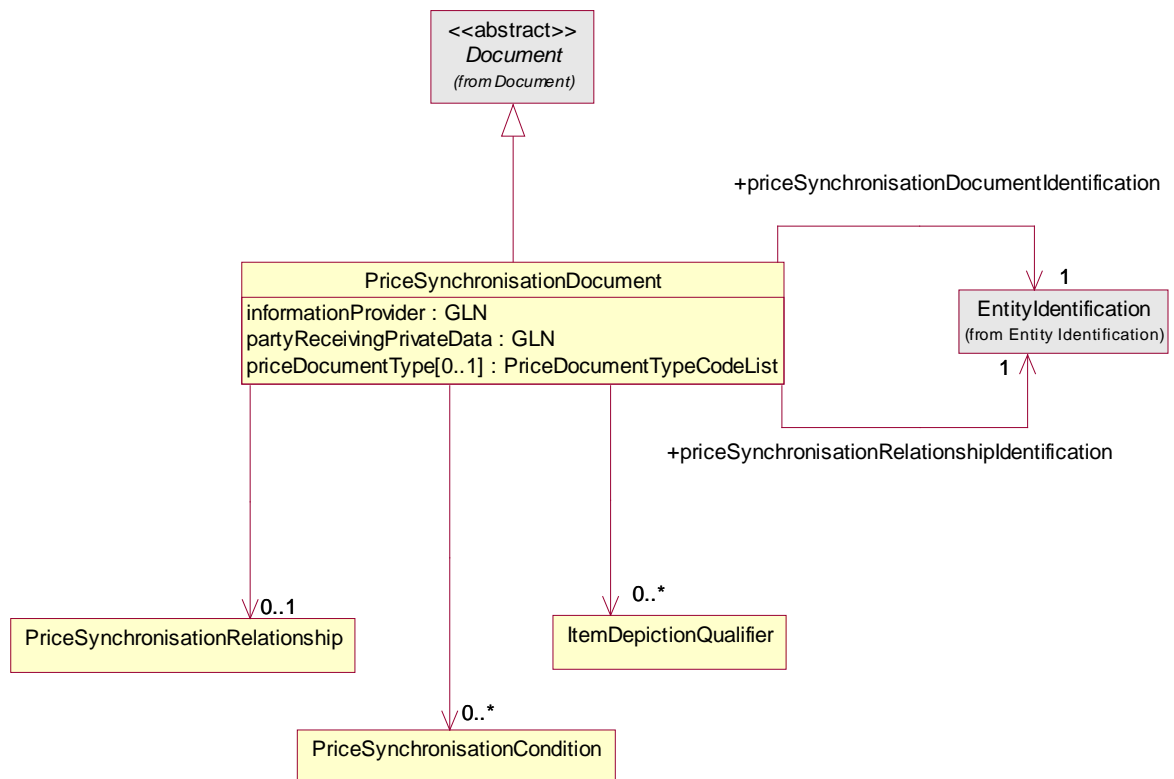 <<abstract>>
Document
(from Document)
+priceSynchronisationDocumentIdentification
PriceSynchronisationDocument
informationProvider : GLN
partyReceivingPrivateData : GLN
priceDocumentType[0..1] : PriceDocumentTypeCodeList
1
EntityIdentification
(from Entity Identification)
1
+priceSynchronisationRelationshipIdentification
0..1
PriceSynchronisationRelationship
0..*
ItemDepictionQualifier
0..*
PriceSynchronisationCondition